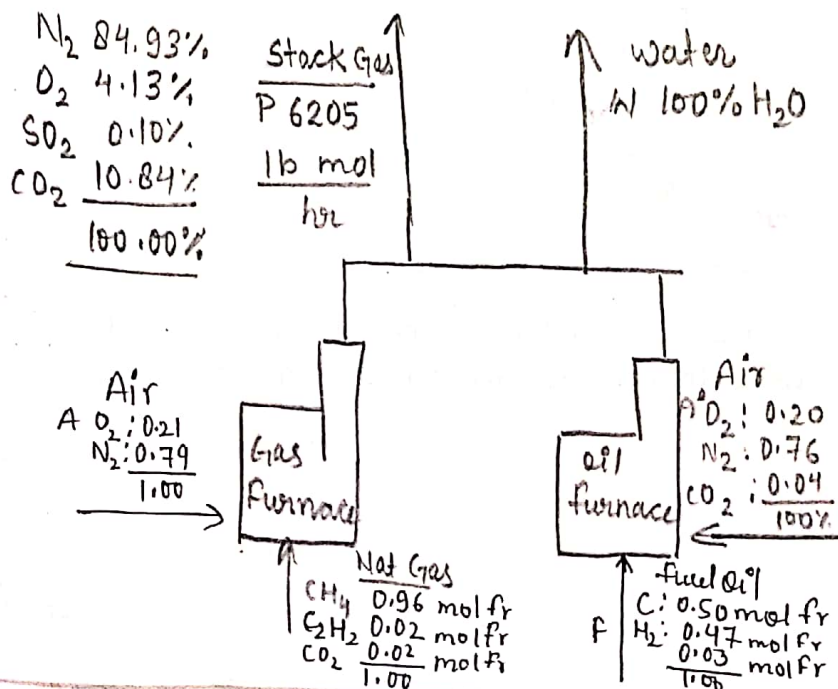 N₂ 84.93%
O₂ 4.13%
SO₂ 0.10%.
CO₂ 10.84%
100.00%
Stack Gas
P 6205
lb mol
hr
water
W 100% H₂O
Air
A O₂: 0.21
N₂: 0.79
1.00
Gas
furnace
Nat Gas
CH₄ 0.96 mol fr
C₂H₂ 0.02 mol fr
CO₂ 0.02 mol fr
1.00
oil
furnace
Air
A* O₂: 0.20
N₂: 0.76
CO₂: 0.04
100%
F
fuel oil
C: 0.50 mol fr
H₂: 0.47 mol fr
0.03 mol fr
1.00